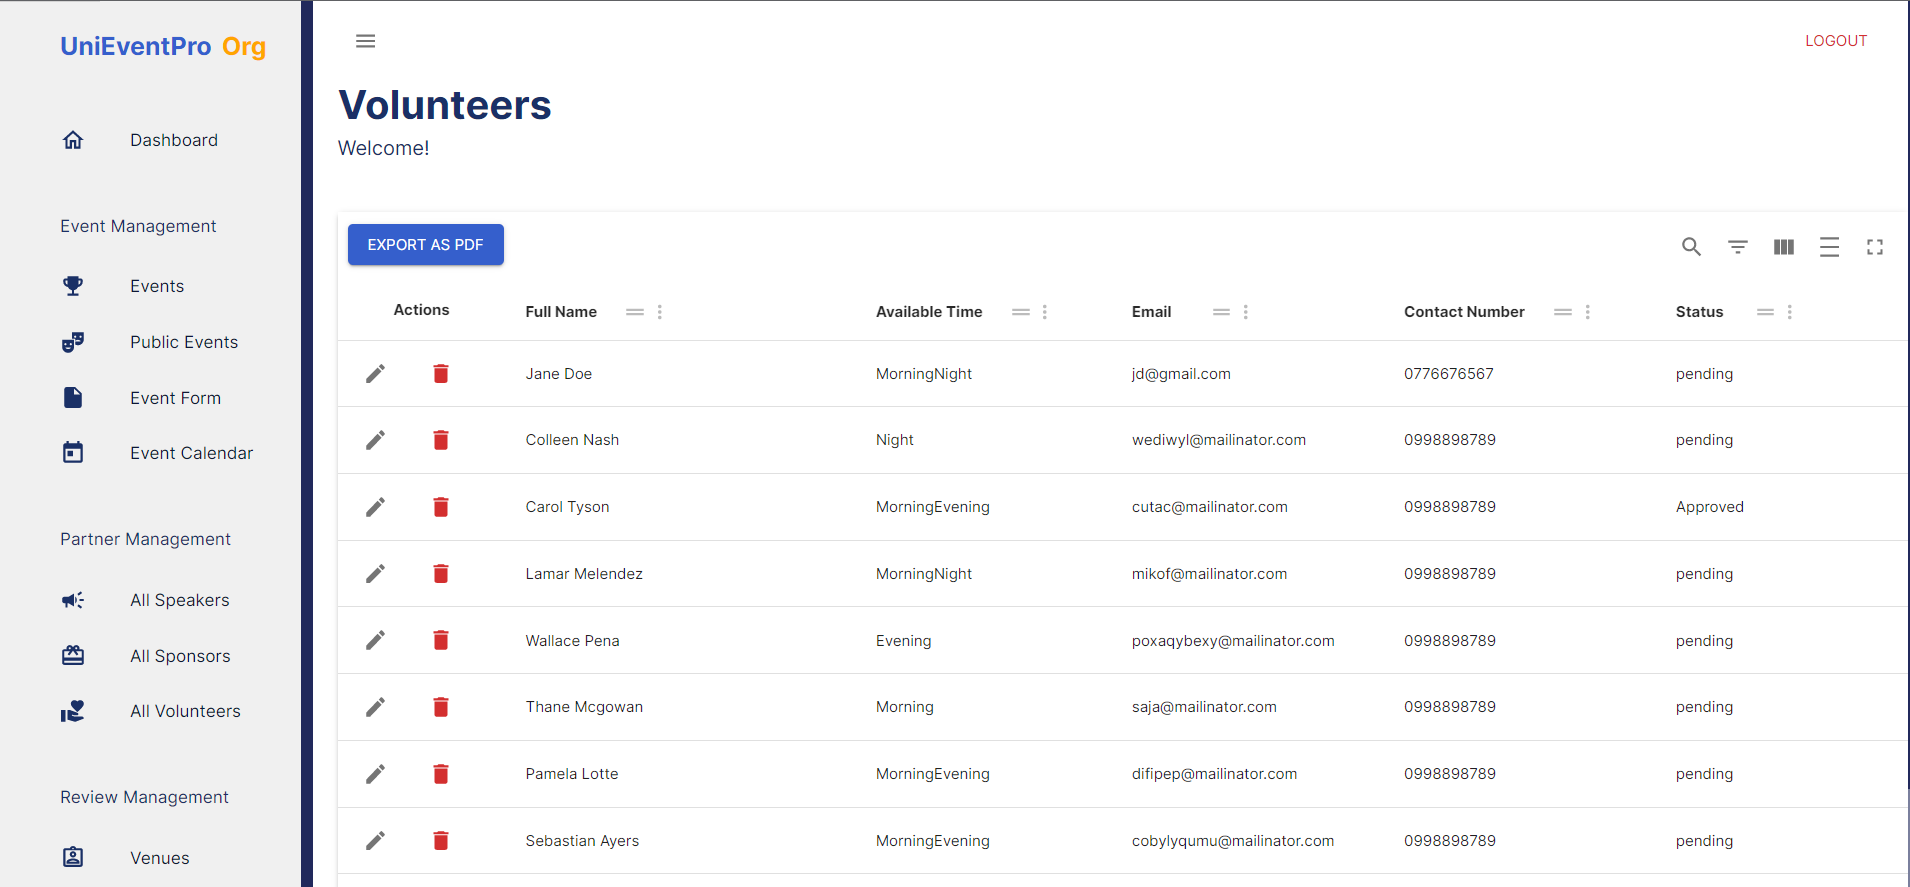 UniEventPro Org
Dashboard
Event Management
Events
Public Events
Event Form
Event Calendar
Partner Management
All Speakers
All Sponsors
All Volunteers
Review Management
Venues
LOGOUT
Volunteers
Welcome!
EXPORT AS PDF
Actions Full Name Available Time Email Contact Number Status
Jane Doe MorningNight jd@gmail.com 0776676567 pending
Colleen Nash Night wediwyl@mailinator.com 0998898789 pending
Carol Tyson MorningEvening cutac@mailinator.com 0998898789 Approved
Lamar Melendez MorningNight mikof@mailinator.com 0998898789 pending
Wallace Pena Evening poxaqybexy@mailinator.com 0998898789 pending
Thane Mcgowan Morning saja@mailinator.com 0998898789 pending
Pamela Lotte MorningEvening difipep@mailinator.com 0998898789 pending
Sebastian Ayers MorningEvening cobylyqumu@mailinator.com 0998898789 pending